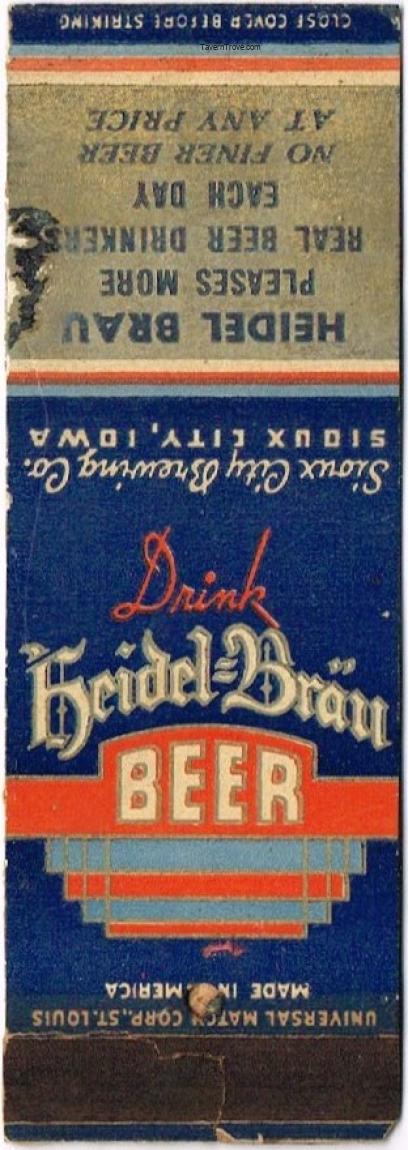 CLOSE COVER BEFORE STRIKING
TavernTrove.com
HEIDEL BRAU
PLEASES MORE
REAL BEER DRINKERS
EACH DAY
NO FINER BEER
AT ANY PRICE
Sioux City Brewing Co.
SIOUX CITY, IOWA
Drink
Heidel=Bräu
BEER
UNIVERSAL MATCH CORP., ST. LOUIS
MADE IN AMERICA